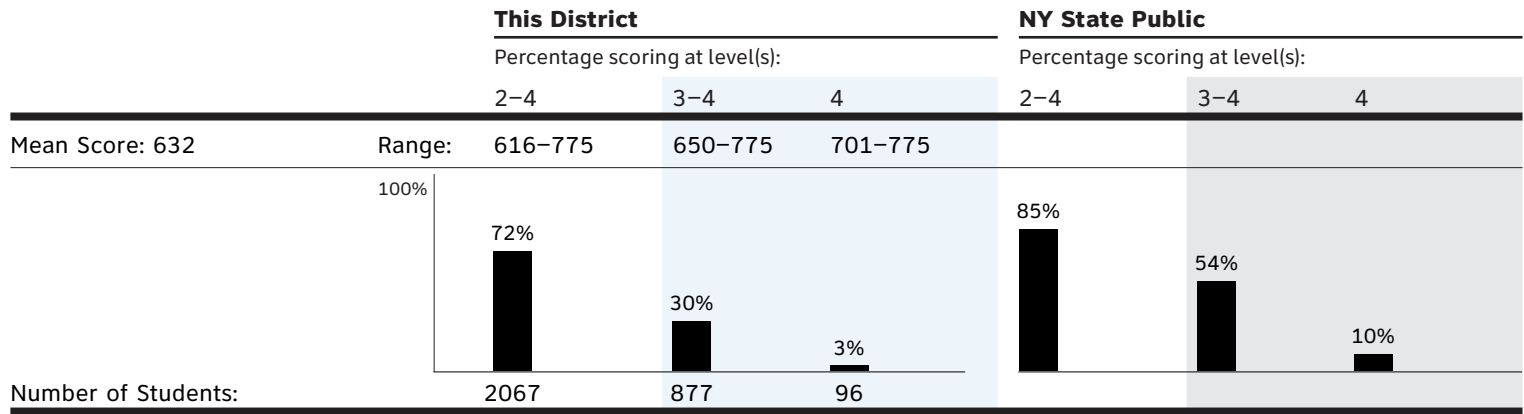 This District NY State Public
Percentage scoring at level(s): Percentage scoring at level(s):
2–4 3–4 4 2–4 3–4 4
Mean Score: 632 Range: 616–775 650–775 701–775
100%
85%
72%
54%
30%
10%
3%
Number of Students: 2067 877 96